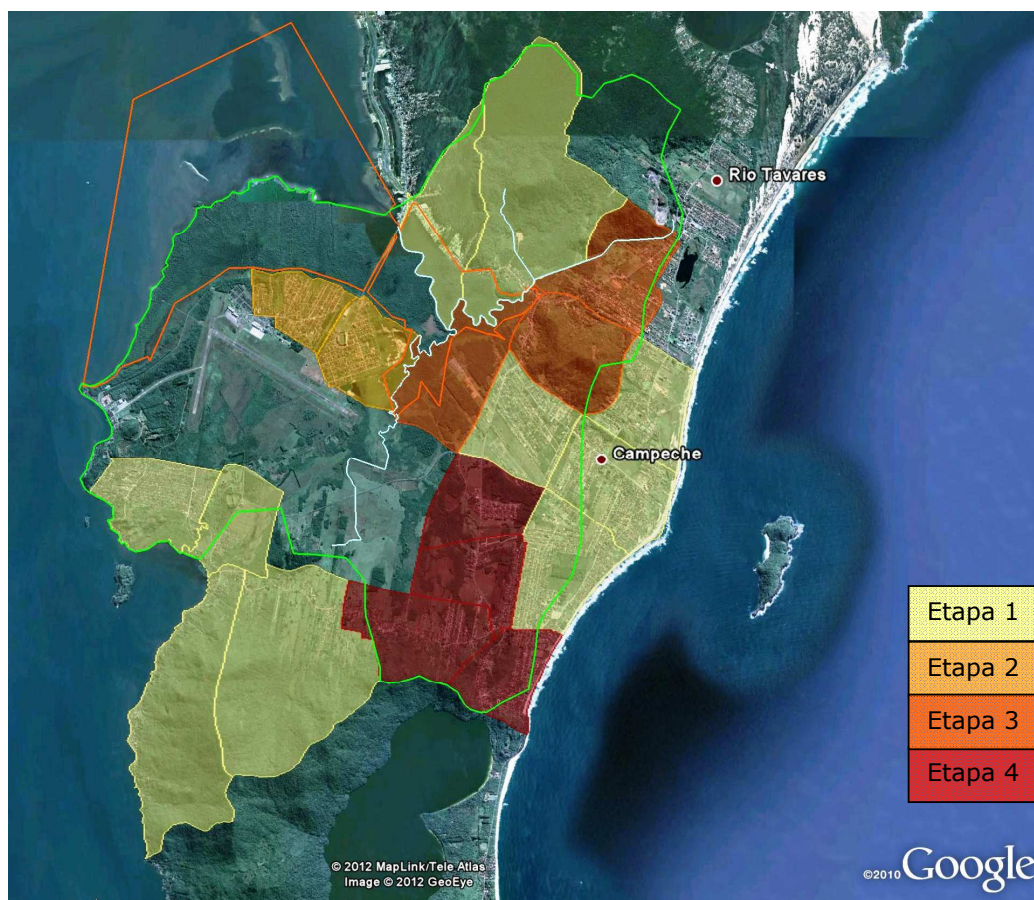 Rio Tavares
Campeche
Etapa 1
Etapa 2
Etapa 3
Etapa 4
© 2012 MapLink/Tele Atlas
Image © 2012 GeoEye
©2010 Google